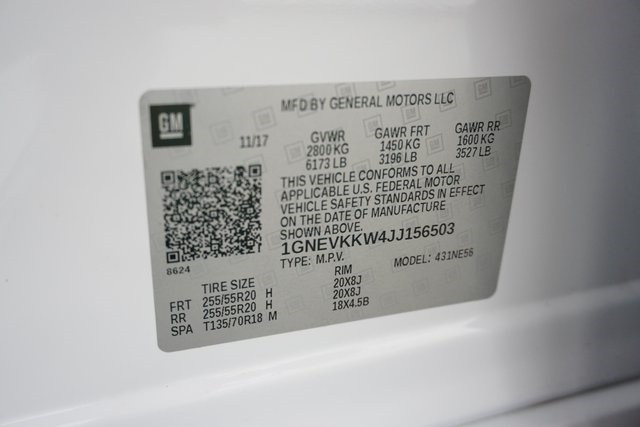 GM
MFD BY GENERAL MOTORS LLC
11/17 GVWR GAWR FRT GAWR RR
2800 KG 1450 KG 1600 KG
6173 LB 3196 LB 3527 LB
THIS VEHICLE CONFORMS TO ALL
APPLICABLE U.S. FEDERAL MOTOR
VEHICLE SAFETY STANDARDS IN EFFECT
ON THE DATE OF MANUFACTURE
SHOWN ABOVE.
1GNEVKKW4JJ156503
8624
TYPE: M.P.V. MODEL: 431NE56
TIRE SIZE RIM
FRT 255/55R20 H 20X8J
RR 255/55R20 H 20X8J
SPA T135/70R18 M 18X4.5B